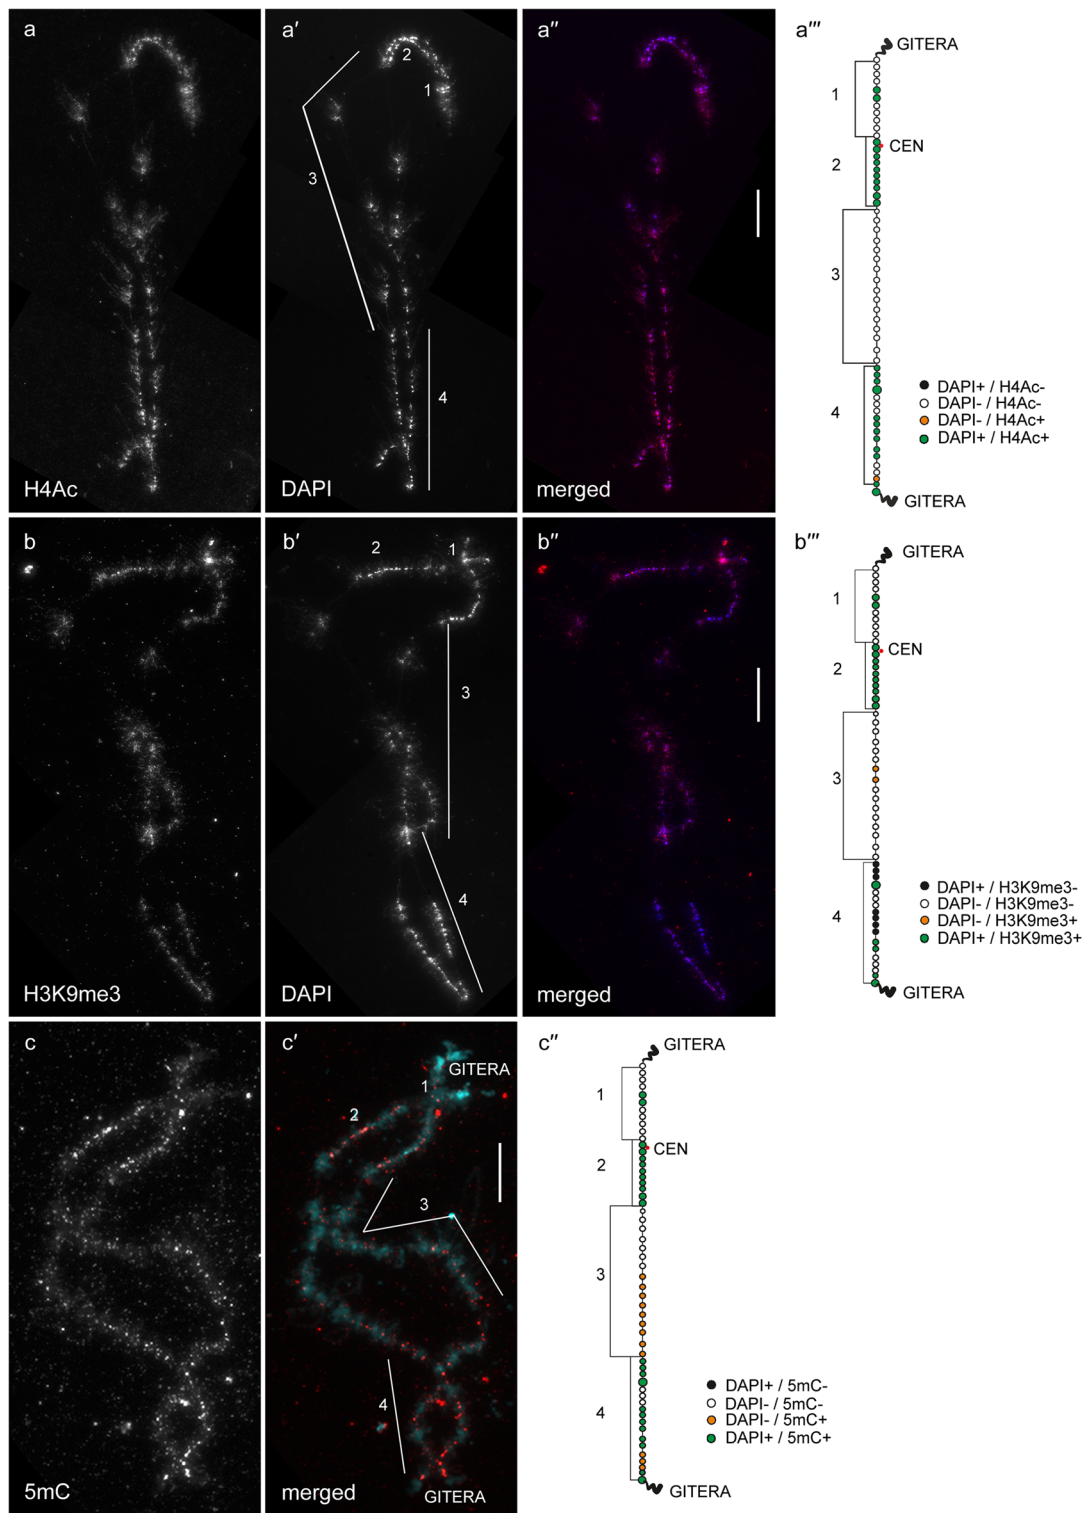 a
H4Ac
a′
2
1
3
4
DAPI
a″
merged
a‴
GITERA
1
CEN
2
3
4
DAPI+ / H4Ac-
DAPI- / H4Ac-
DAPI- / H4Ac+
DAPI+ / H4Ac+
GITERA
b
H3K9me3
b′
2
1
3
4
DAPI
b″
merged
b‴
GITERA
1
CEN
2
3
4
DAPI+ / H3K9me3-
DAPI- / H3K9me3-
DAPI- / H3K9me3+
DAPI+ / H3K9me3+
GITERA
c
5mC
c′
GITERA
1
2
3
4
GITERA
merged
c″
GITERA
1
CEN
2
3
4
DAPI+ / 5mC-
DAPI- / 5mC-
DAPI- / 5mC+
DAPI+ / 5mC+
GITERA